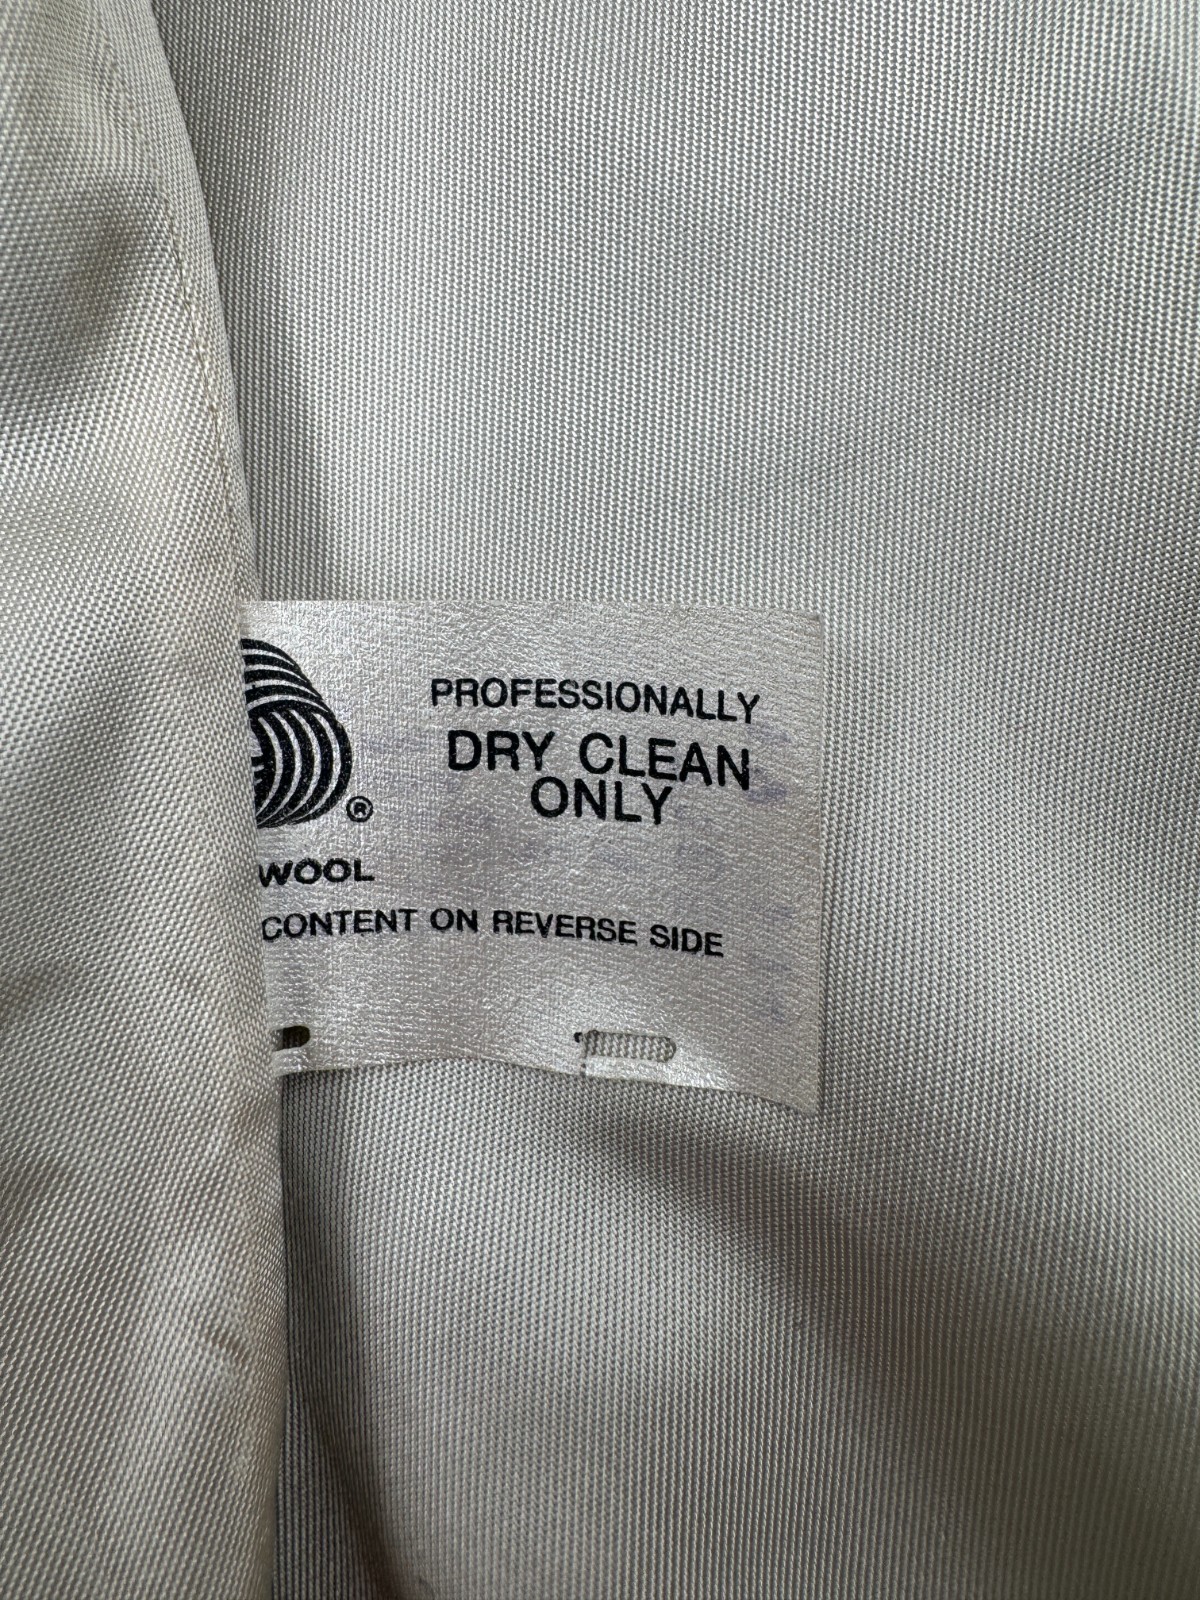 PROFESSIONALLY
DRY CLEAN
ONLY
®
WOOL
CONTENT ON REVERSE SIDE